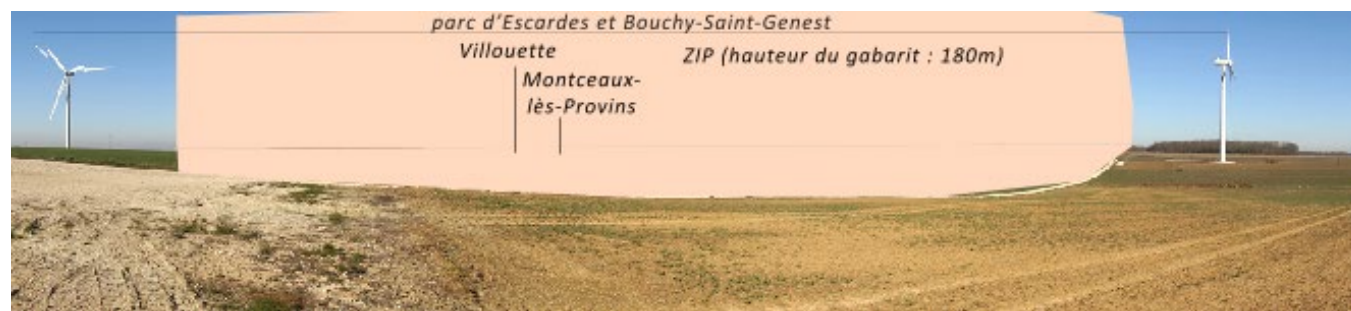 parc d'Escardes et Bouchy-Saint-Genest
Villouette
ZIP (hauteur du gabarit : 180m)
Montceaux-
lès-Provins